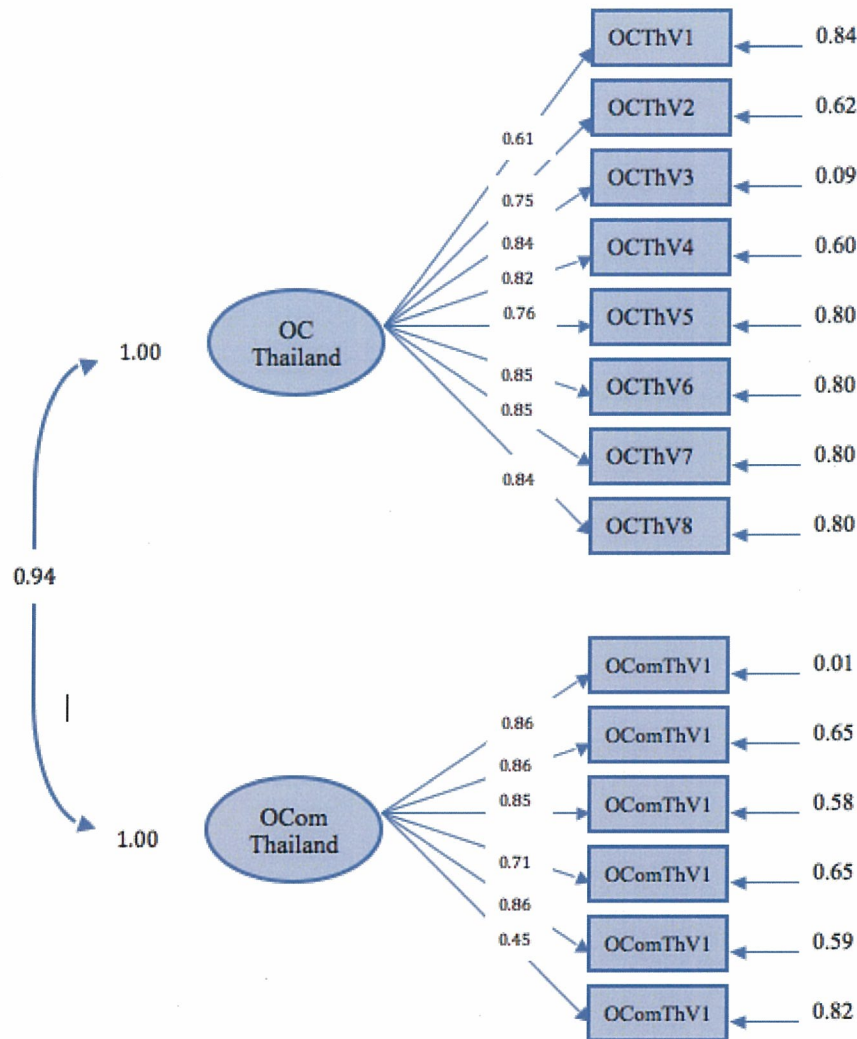 OCThV1
0.84
OCThV2
0.62
0.61
OCThV3
0.09
0.75
0.84
OCThV4
0.60
0.82
OC
Thailand
0.76
OCThV5
0.80
1.00
0.85
OCThV6
0.80
0.85
OCThV7
0.80
0.84
OCThV8
0.80
0.94
OComThV1
0.01
0.86
OComThV1
0.65
0.86
0.85
OComThV1
0.58
OCom
Thailand
1.00
0.71
OComThV1
0.65
0.86
0.45
OComThV1
0.59
OComThV1
0.82